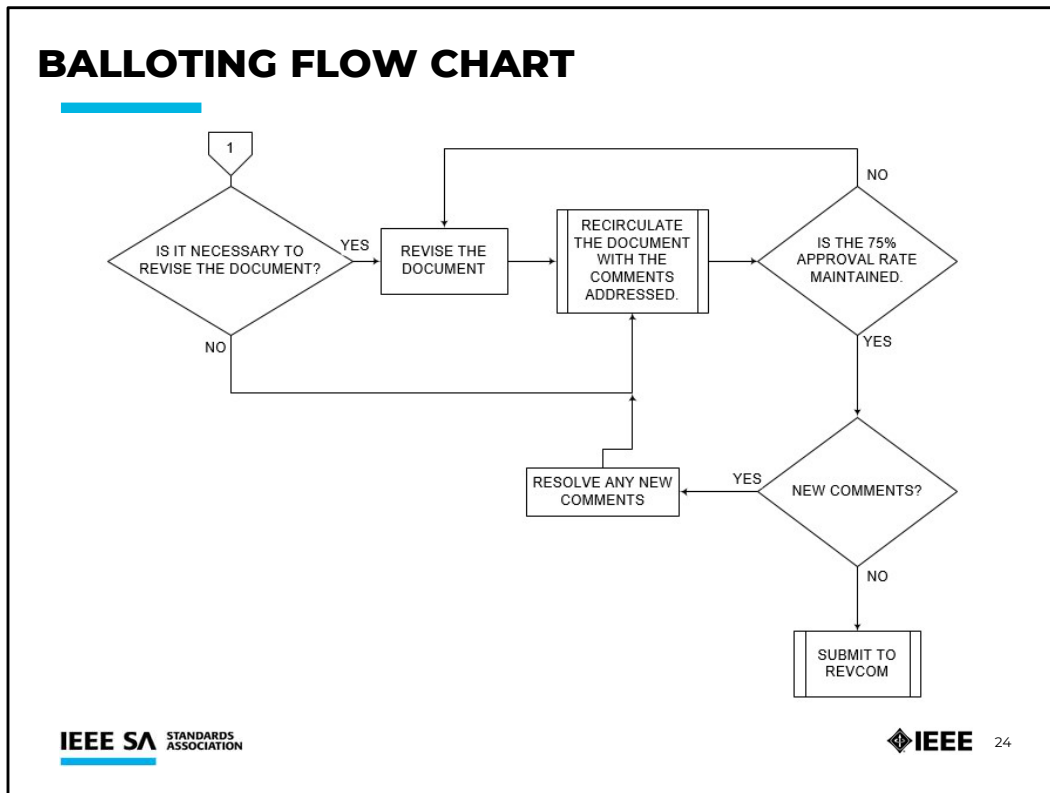 BALLOTING FLOW CHART
1
IS IT NECESSARY TO
REVISE THE DOCUMENT?
YES
NO
REVISE THE
DOCUMENT
RECIRCULATE
THE DOCUMENT
WITH THE
COMMENTS
ADDRESSED.
NO
IS THE 75%
APPROVAL RATE
MAINTAINED.
YES
NEW COMMENTS?
YES
RESOLVE ANY NEW
COMMENTS
NO
SUBMIT TO
REVCOM
IEEE SA STANDARDS
ASSOCIATION
IEEE
24